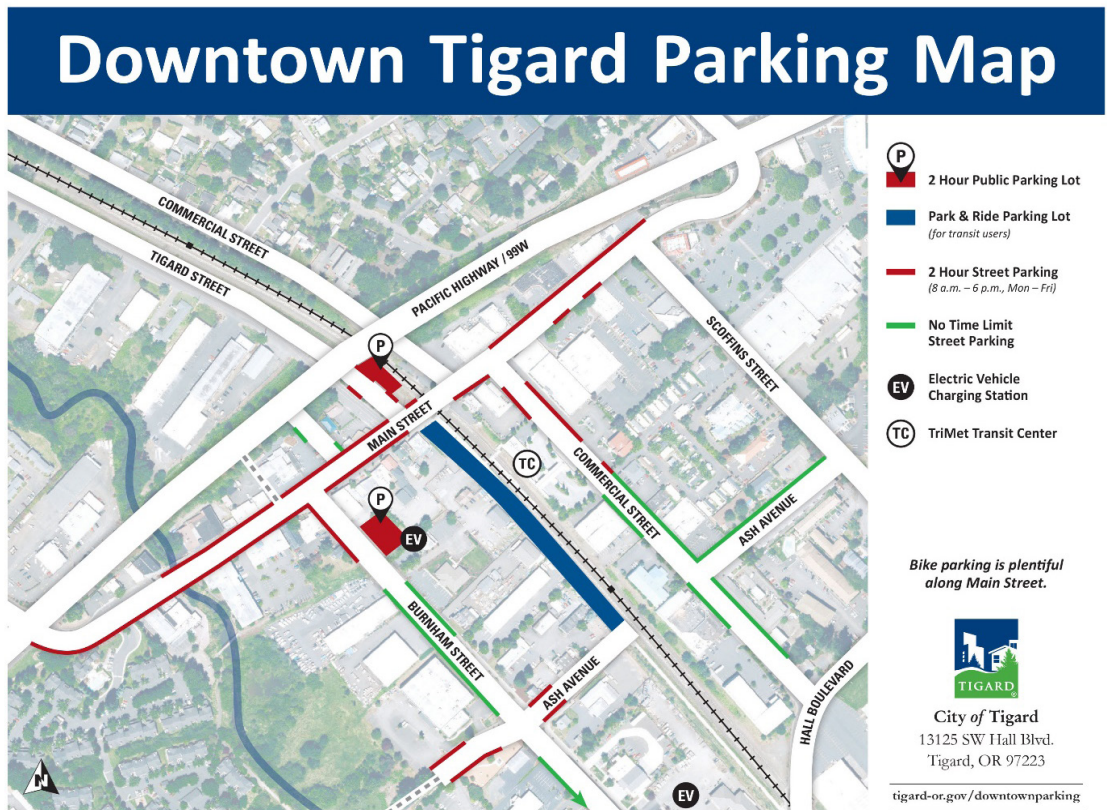 Downtown Tigard Parking Map
COMMERCIAL STREET
TIGARD STREET
PACIFIC HIGHWAY / 99W
SCOFFINS STREET
P
MAIN STREET
TC
COMMERCIAL STREET
ASH AVENUE
P
EV
BURNHAM STREET
ASH AVENUE
HALL BOULEVARD
N
EV
P
2 Hour Public Parking Lot
Park & Ride Parking Lot
(for transit users)
2 Hour Street Parking
(8 a.m. – 6 p.m., Mon – Fri)
No Time Limit
Street Parking
EV
Electric Vehicle
Charging Station
TC
TriMet Transit Center
Bike parking is plentiful
along Main Street.
TIGARD
City of Tigard
13125 SW Hall Blvd.
Tigard, OR 97223
tigard-or.gov/downtownparking